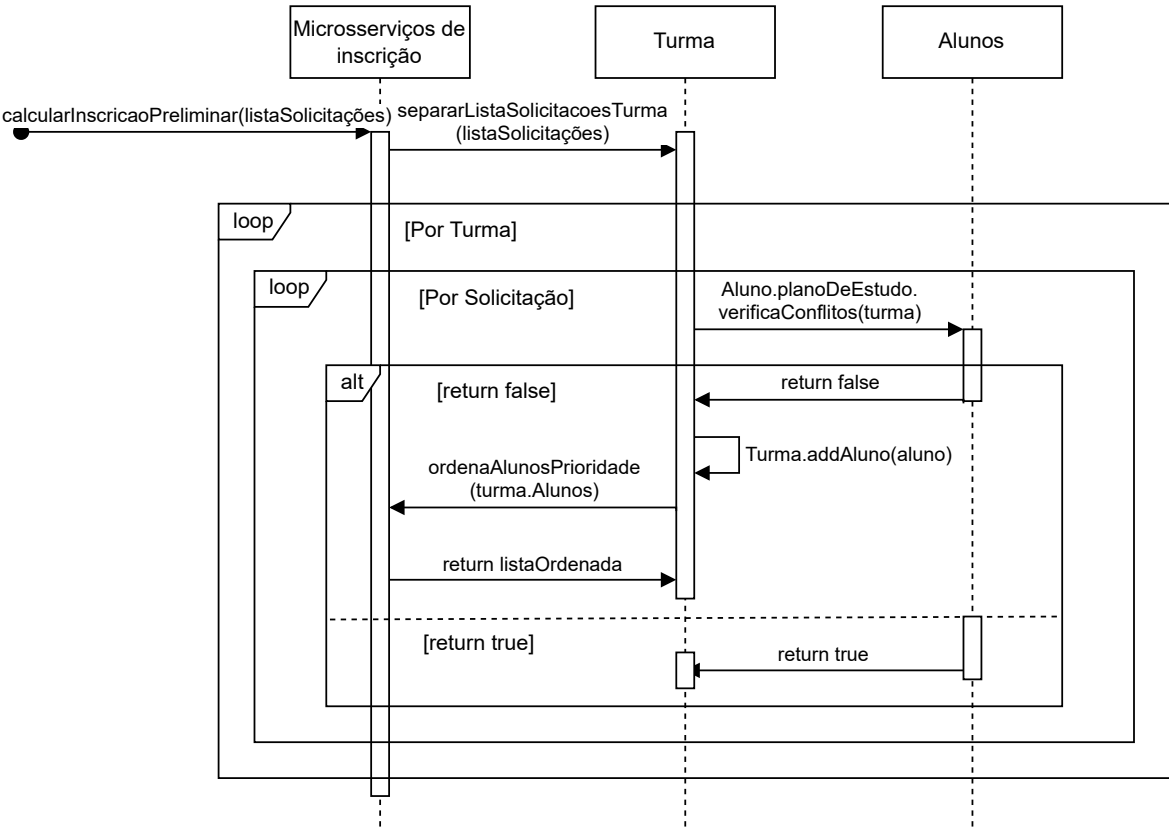 Microsserviços de
inscrição
Turma
Alunos
calcularInscricaoPreliminar(listaSolicitações)
separarListaSolicitacoesTurma
(listaSolicitações)
loop
[Por Turma]
loop
[Por Solicitação]
Aluno.planoDeEstudo.
verificaConflitos(turma)
alt
[return false]
return false
Turma.addAluno(aluno)
ordenaAlunosPrioridade
(turma.Alunos)
return listaOrdenada
[return true]
return true